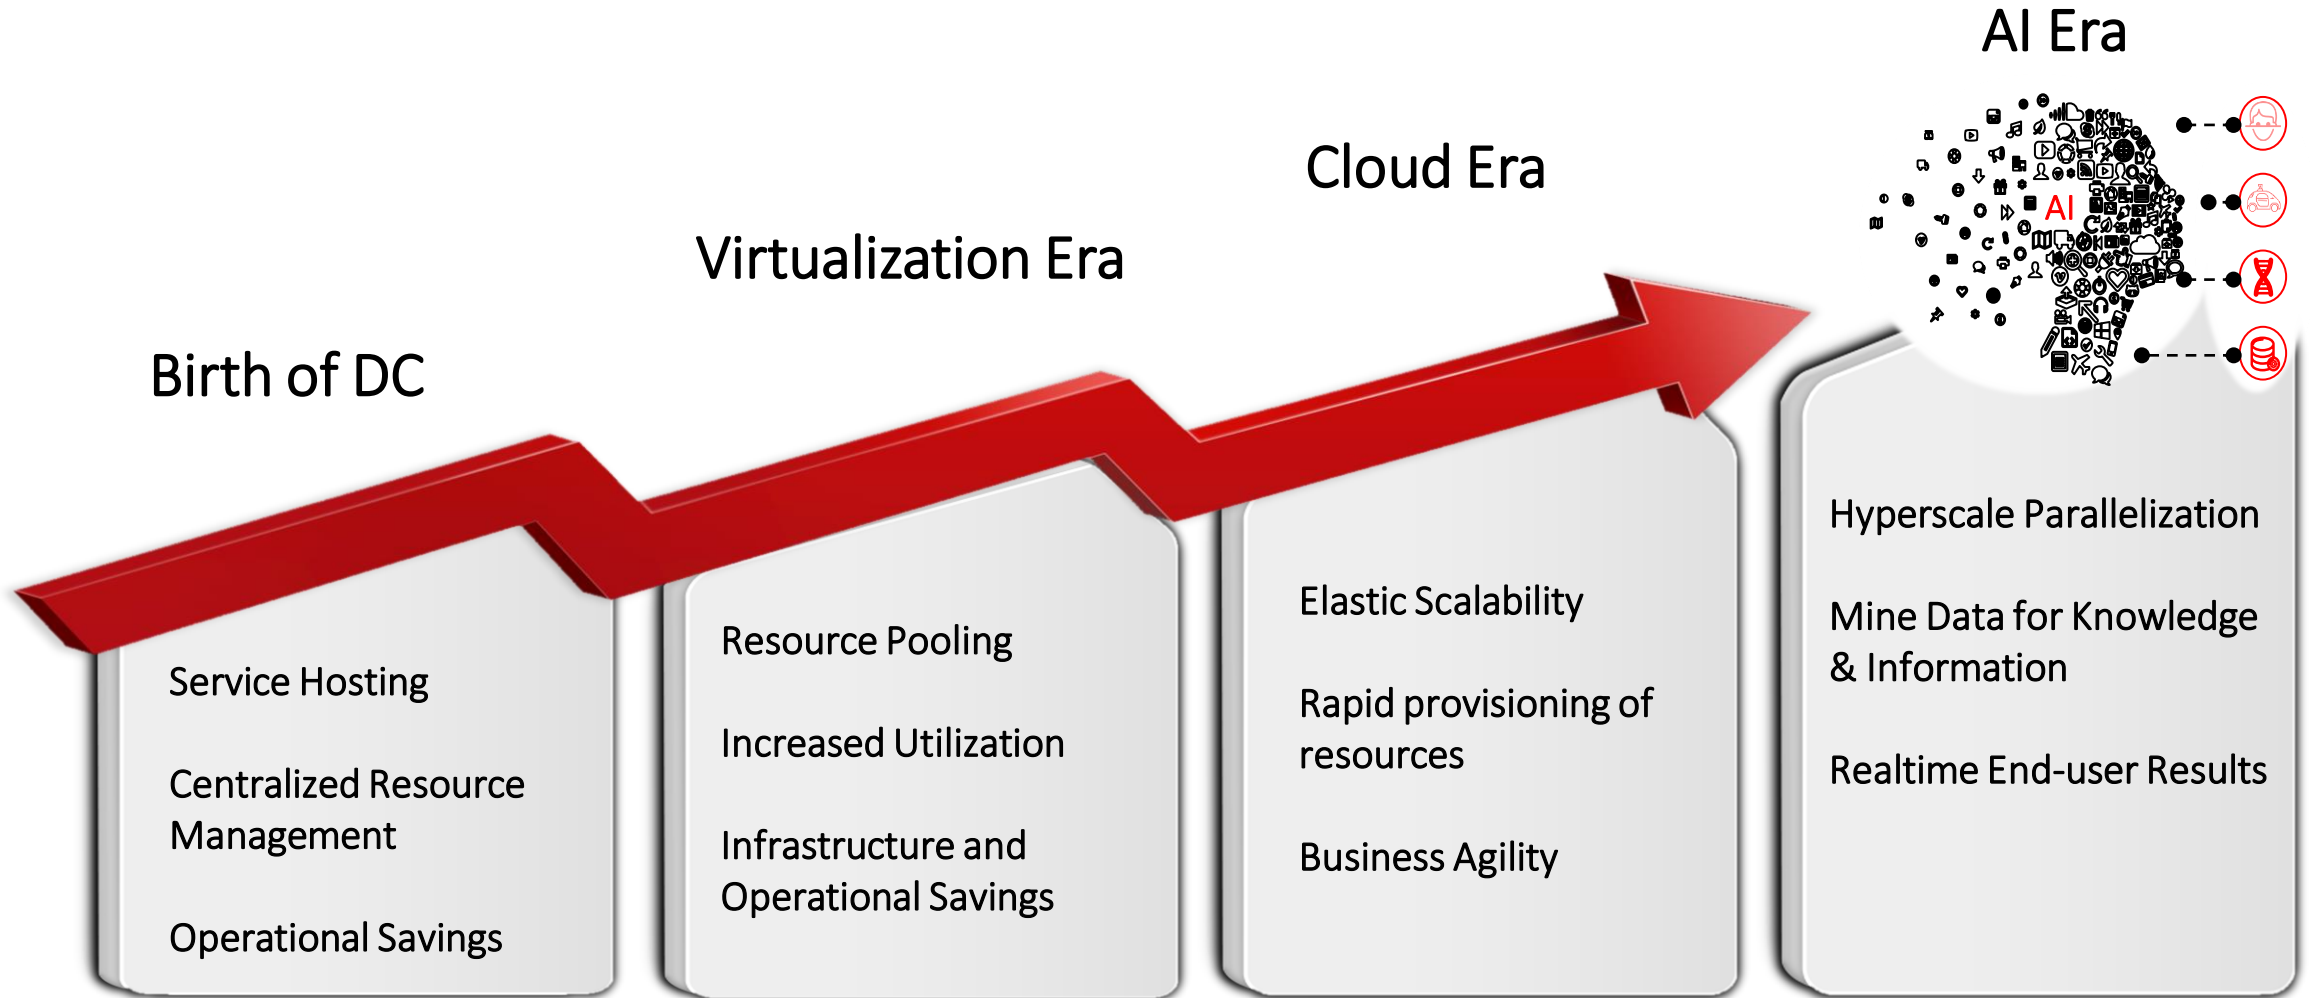 Birth of DC
Service Hosting
Centralized Resource
Management
Operational Savings
Virtualization Era
Resource Pooling
Increased Utilization
Infrastructure and
Operational Savings
Cloud Era
Elastic Scalability
Rapid provisioning of
resources
Business Agility
AI Era
AI
Hyperscale Parallelization
Mine Data for Knowledge
& Information
Realtime End-user Results